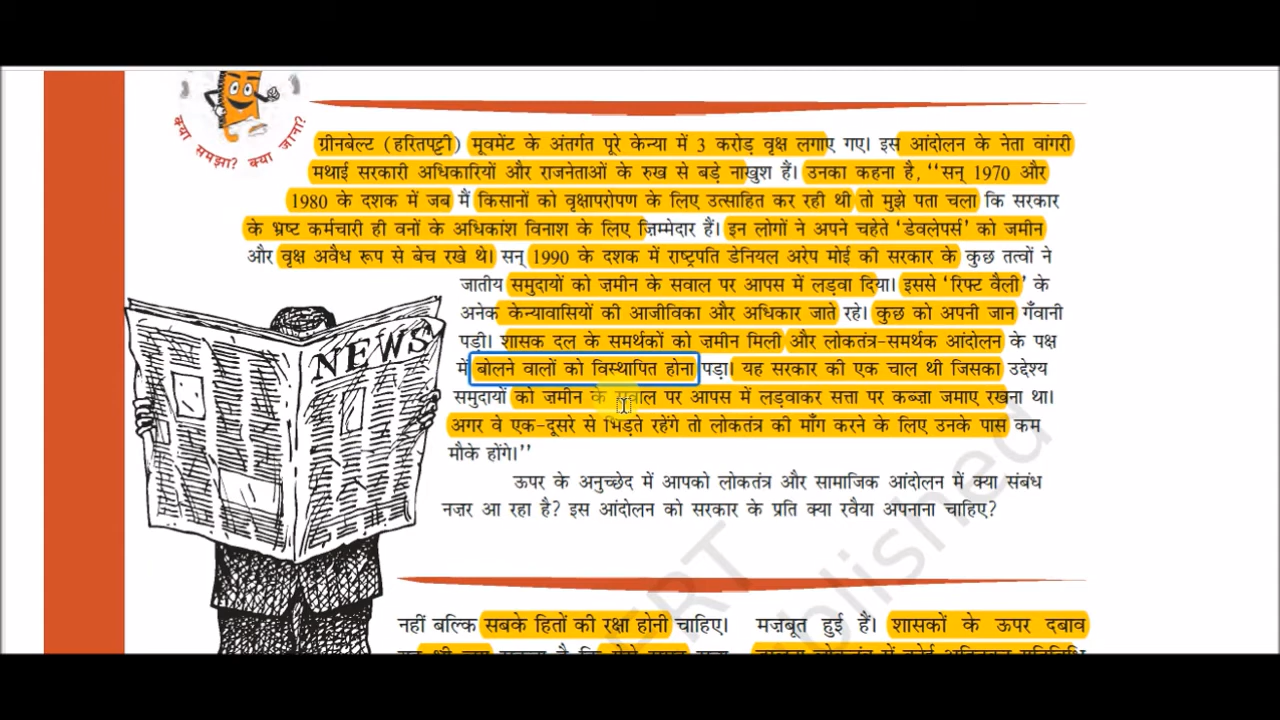 क्या समझा? क्या जाना?
ग्रीनबेल्ट (हरितपट्टी) मूवमेंट के अंतर्गत पूरे केन्या में 3 करोड़ वृक्ष लगाए गए। इस आंदोलन के नेता वांगरी
मथाई सरकारी अधिकारियों और राजनेताओं के रुख से बड़े नाखुश हैं। उनका कहना है, “सन् 1970 और
1980 के दशक में जब मैं किसानों को वृक्षापरोपण के लिए उत्साहित कर रही थी तो मुझे पता चला कि सरकार
के भ्रष्ट कर्मचारी ही वनों के अधिकांश विनाश के लिए ज़िम्मेदार हैं। इन लोगों ने अपने चहेते ‘डेवलेपर्स’ को जमीन
और वृक्ष अवैध रूप से बेच रखे थे। सन् 1990 के दशक में राष्ट्रपति डेनियल अरेप मोई की सरकार के कुछ तत्वों ने
जातीय समुदायों को ज़मीन के सवाल पर आपस में लड़वा दिया। इससे ‘रिफ्ट वैली’ के
अनेक केन्यावासियों की आजीविका और अधिकार जाते रहे। कुछ को अपनी जान गँवानी
पड़ी। शासक दल के समर्थकों को ज़मीन मिली और लोकतंत्र-समर्थक आंदोलन के पक्ष
में बोलने वालों को विस्थापित होना पड़ा। यह सरकार की एक चाल थी जिसका उद्देश्य
समुदायों को ज़मीन के सवाल पर आपस में लड़वाकर सत्ता पर कब्ज़ा जमाए रखना था।
अगर वे एक-दूसरे से भिड़ते रहेंगे तो लोकतंत्र की माँग करने के लिए उनके पास कम
मौके होंगे।”
NEWS
ऊपर के अनुच्छेद में आपको लोकतंत्र और सामाजिक आंदोलन में क्या संबंध
नजर आ रहा है? इस आंदोलन को सरकार के प्रति क्या रवैया अपनाना चाहिए?
नहीं बल्कि सबके हितों की रक्षा होनी चाहिए।
मजबूत हुई हैं। शासकों के ऊपर दबाव